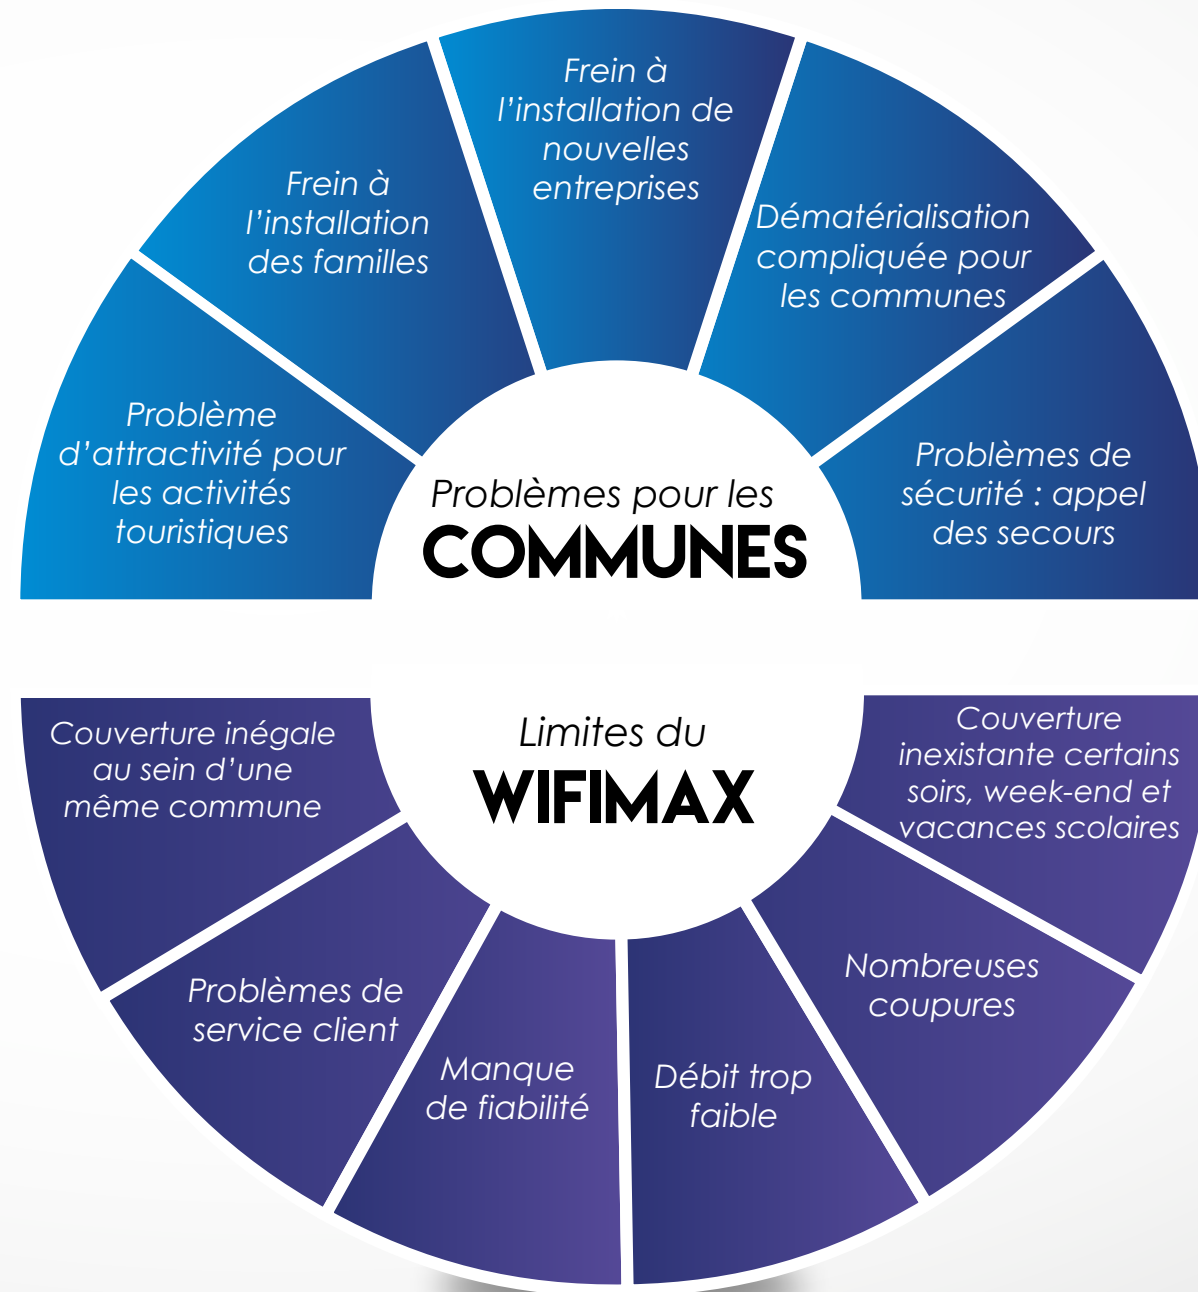 Frein à
l’installation de
nouvelles
entreprises
Frein à
l’installation
des familles
Dématérialisation
compliquée pour
les communes
Problème
d’attractivité pour
les activités
touristiques
Problèmes de
sécurité : appel
des secours
Problèmes pour les
COMMUNES
Limites du
WIFIMAX
Couverture inégale
au sein d’une
même commune
Problèmes de
service client
Manque
de fiabilité
Débit trop
faible
Nombreuses
coupures
Couverture
inexistante certains
soirs, week-end et
vacances scolaires